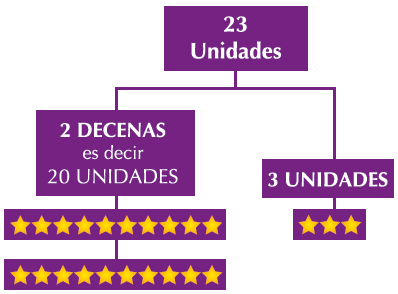 23
Unidades
2 DECENAS
es decir
20 UNIDADES
3 UNIDADES